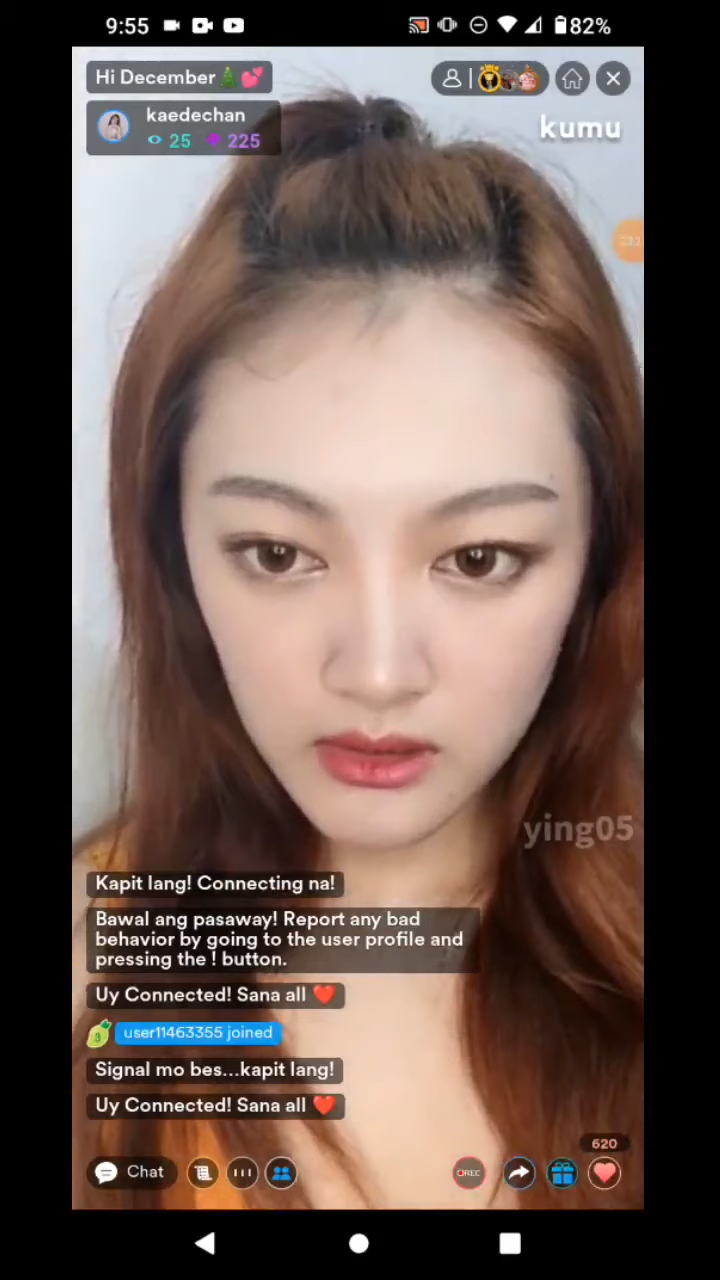 9:55
82%
Hi December🎄💕
kaedechan
25 225
kumu
ying05
Kapit lang! Connecting na!
Bawal ang pasaway! Report any bad
behavior by going to the user profile and
pressing the ! button.
Uy Connected! Sana all ❤️
3 user11463355 joined
Signal mo bes...kapit lang!
Uy Connected! Sana all ❤️
620
Chat
REC